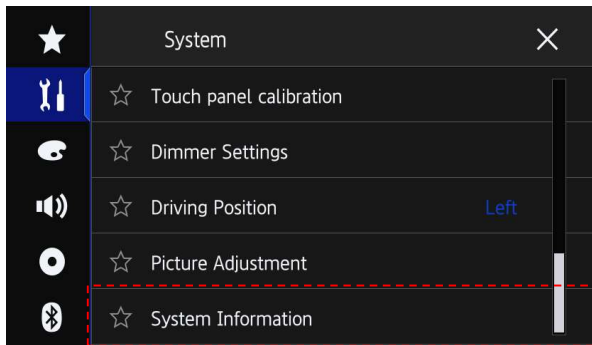 System
Touch panel calibration
Dimmer Settings
Driving Position Left
Picture Adjustment
System Information